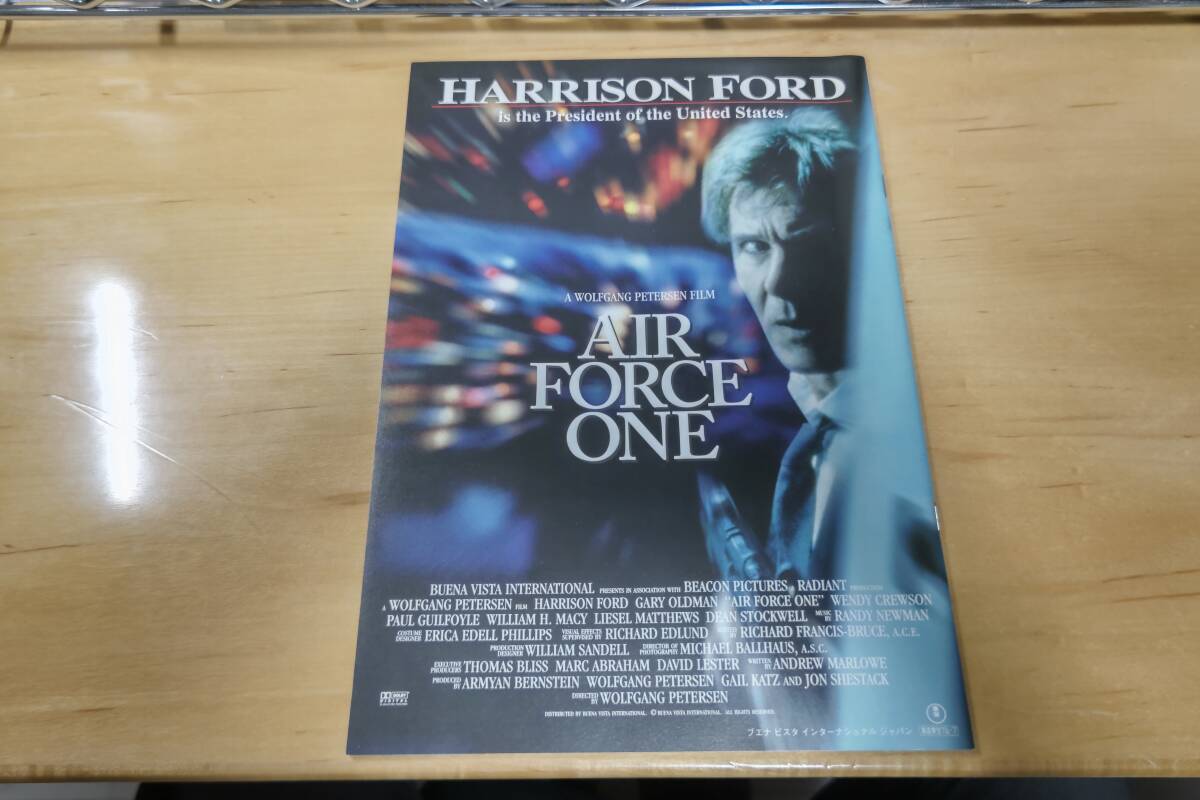 HARRISON FORD
is the President of the United States.
A WOLFGANG PETERSEN FILM
AIR
FORCE
ONE
BUENA VISTA INTERNATIONAL PRESENTS IN ASSOCIATION WITH BEACON PICTURES RADIANT PRODUCTION
A WOLFGANG PETERSEN FILM HARRISON FORD GARY OLDMAN "AIR FORCE ONE" WENDY CREWSON
PAUL GUILFOYLE WILLIAM H. MACY LIESEL MATTHEWS DEAN STOCKWELL MUSIC BY RANDY NEWMAN
COSTUME DESIGNER ERICA EDELL PHILLIPS VISUAL EFFECTS SUPERVISED BY RICHARD EDLUND BY RICHARD FRANCIS-BRUCE, A.C.E.
PRODUCTION DESIGNER WILLIAM SANDELL DIRECTOR OF PHOTOGRAPHY MICHAEL BALLHAUS, A.S.C.
EXECUTIVE PRODUCERS THOMAS BLISS MARC ABRAHAM DAVID LESTER WRITTEN BY ANDREW MARLOWE
PRODUCED BY ARMYAN BERNSTEIN WOLFGANG PETERSEN GAIL KATZ AND JON SHESTACK
DIRECTED BY WOLFGANG PETERSEN
DOLBY DIGITAL
DISTRIBUTED BY BUENA VISTA INTERNATIONAL. © BUENA VISTA INTERNATIONAL. ALL RIGHTS RESERVED.
ブエナ ビスタ インターナショナル ジャパン